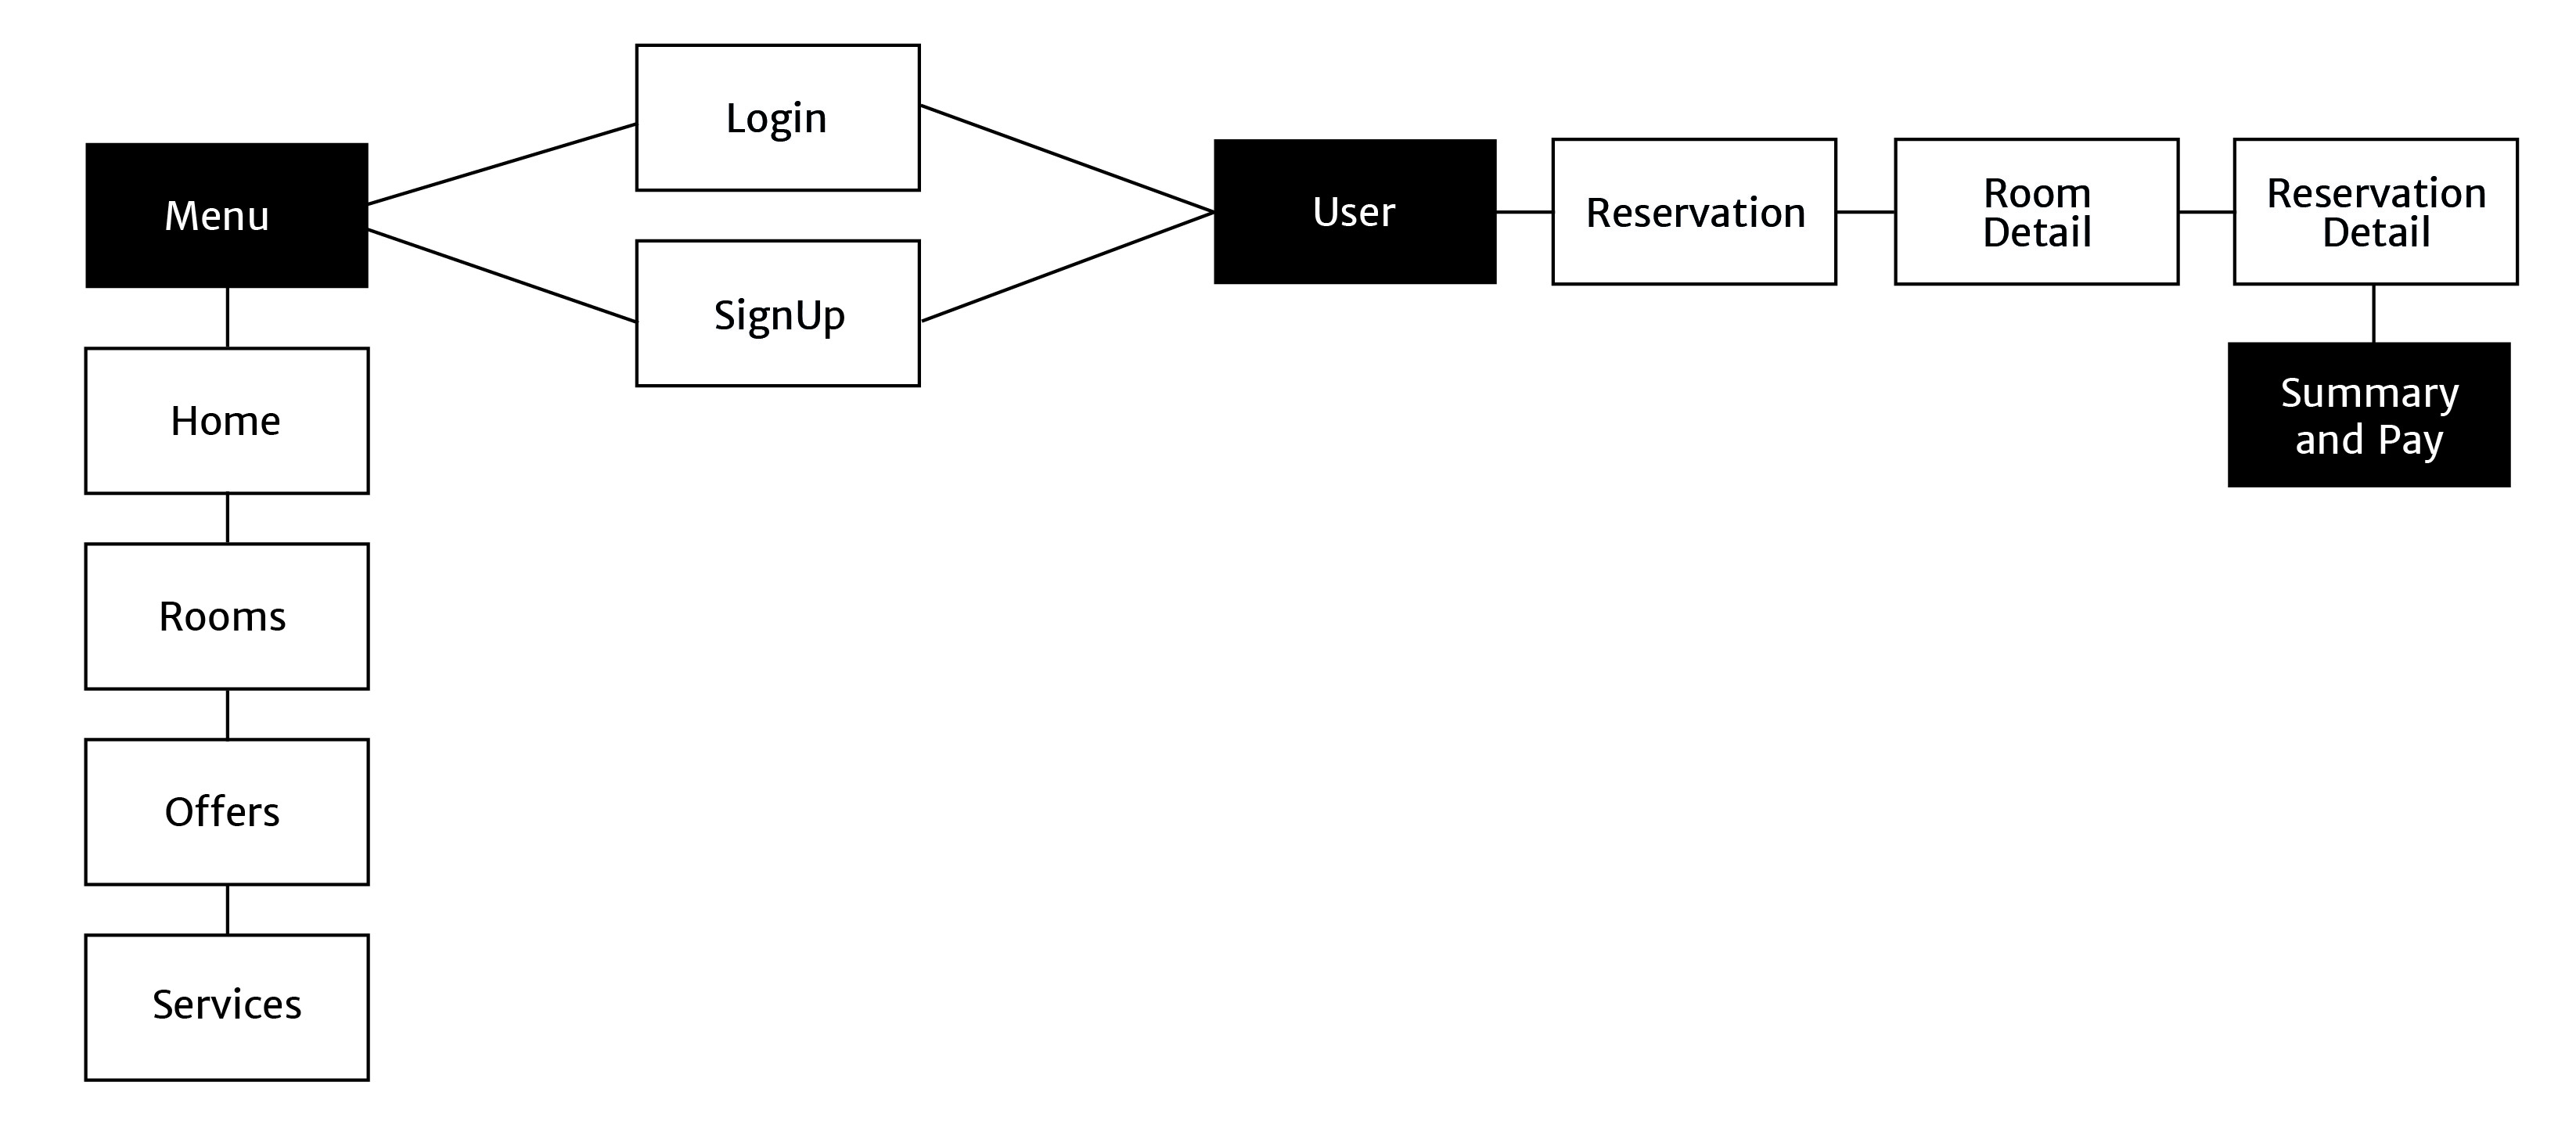 Menu
Home
Rooms
Offers
Services
Login
SignUp
User
Reservation
Room
Detail
Reservation
Detail
Summary
and Pay